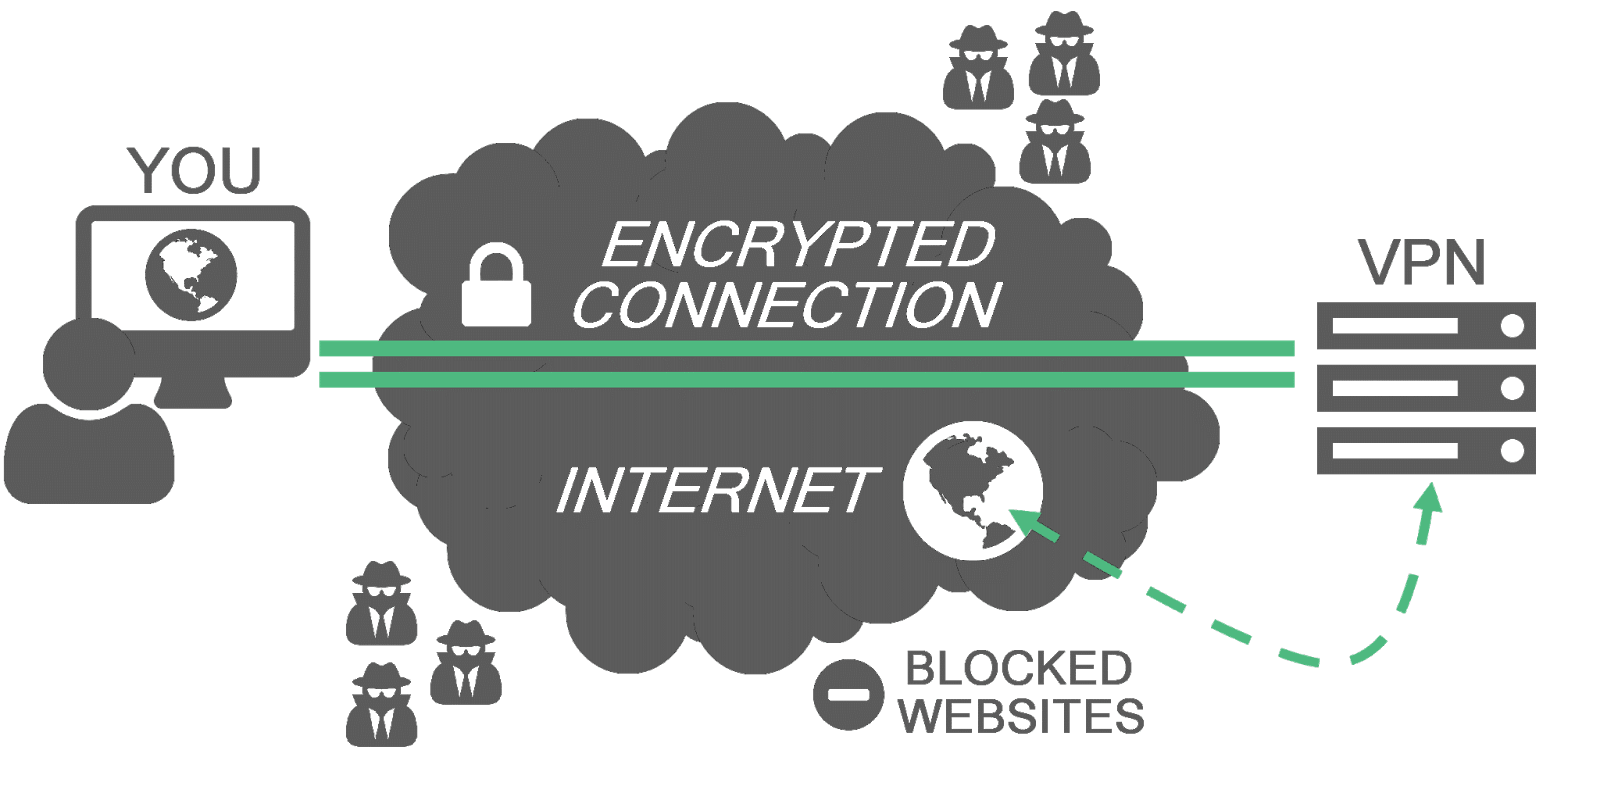 YOU
ENCRYPTED
CONNECTION
VPN
INTERNET
BLOCKED
WEBSITES